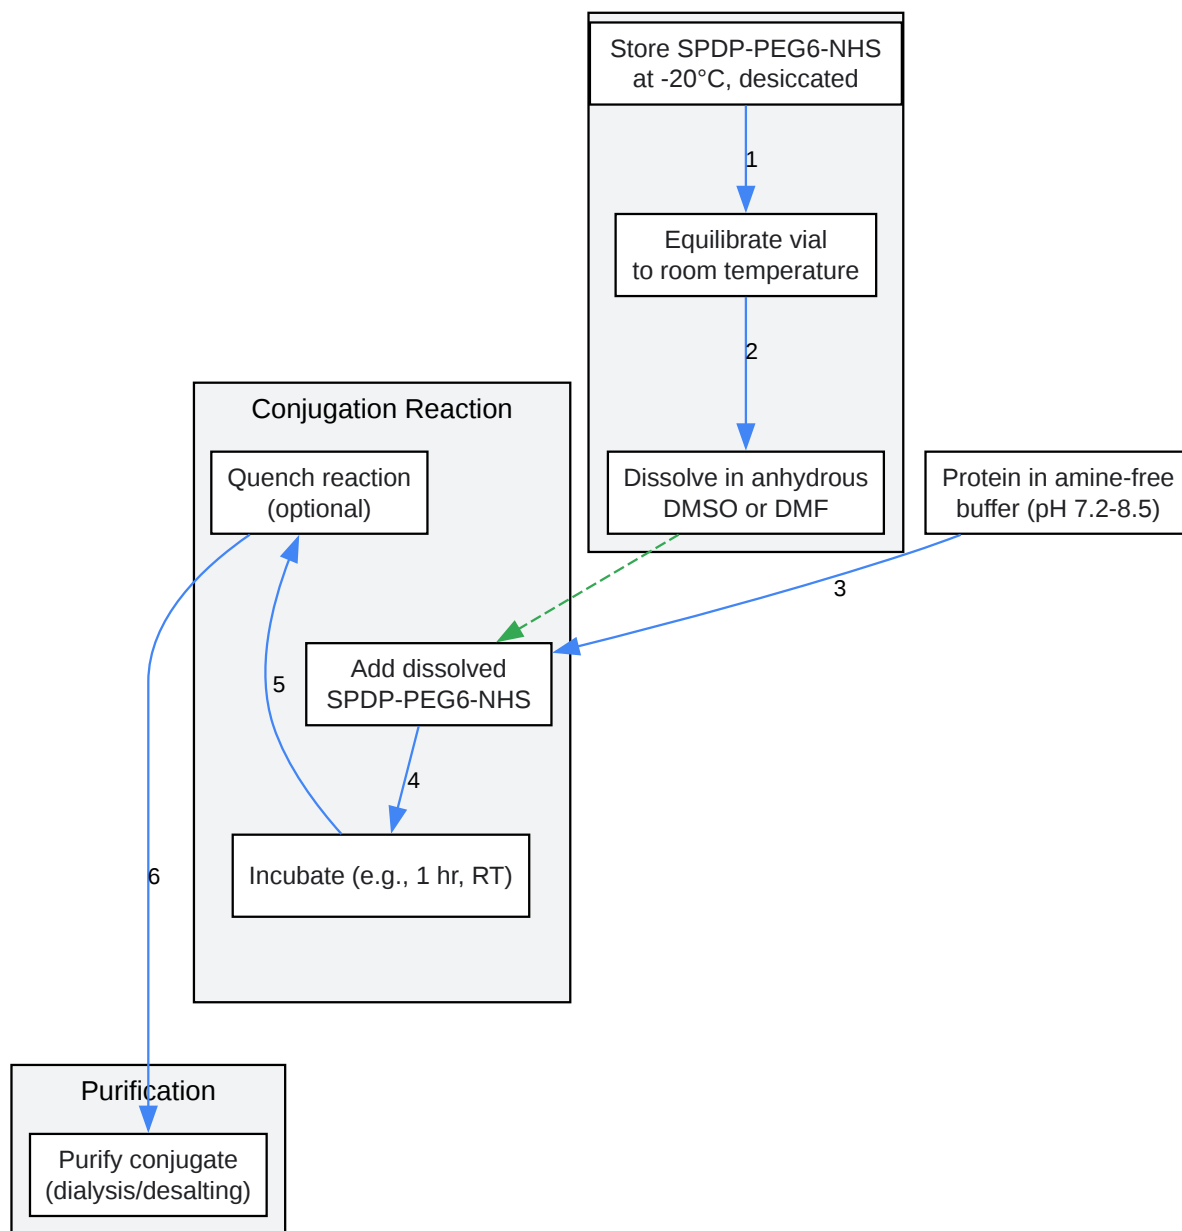 Store SPDP-PEG6-NHS
at -20°C, desiccated
1
Equilibrate vial
to room temperature
2
Conjugation Reaction
Quench reaction
(optional)
Dissolve in anhydrous
DMSO or DMF
Protein in amine-free
buffer (pH 7.2-8.5)
3
Add dissolved
SPDP-PEG6-NHS
5
4
Incubate (e.g., 1 hr, RT)
6
Purification
Purify conjugate
(dialysis/desalting)